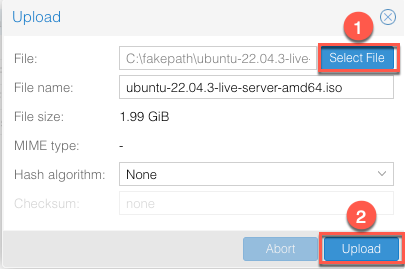 Upload
1
File: C:\fakepath\ubuntu-22.04.3-live- Select File
File name: ubuntu-22.04.3-live-server-amd64.iso
File size: 1.99 GiB
MIME type: -
Hash algorithm: None
Checksum: none
2
Abort Upload